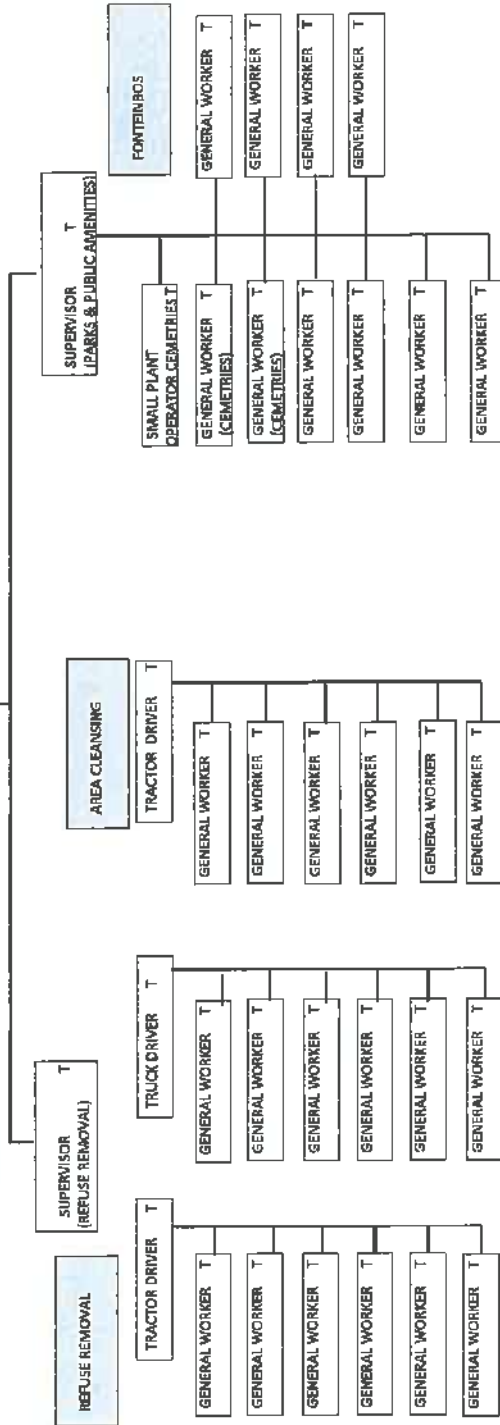 REFUSE REMOVAL
SUPERVISOR T
(REFUSE REMOVAL)
TRACTOR DRIVER T
GENERAL WORKER T
GENERAL WORKER T
GENERAL WORKER T
GENERAL WORKER T
GENERAL WORKER T
GENERAL WORKER T
TRUCK DRIVER T
GENERAL WORKER T
GENERAL WORKER T
GENERAL WORKER T
GENERAL WORKER T
GENERAL WORKER T
GENERAL WORKER T
AREA CLEANSING
TRACTOR DRIVER T
GENERAL WORKER T
GENERAL WORKER T
GENERAL WORKER T
GENERAL WORKER T
GENERAL WORKER T
GENERAL WORKER T
SUPERVISOR T
(PARKS & PUBLIC AMENITIES)
SMALL PLANT
OPERATOR CEMETRIES T
GENERAL WORKER T
(CEMETRIES)
GENERAL WORKER T
(CEMETRIES)
GENERAL WORKER T
GENERAL WORKER T
GENERAL WORKER T
GENERAL WORKER T
FONTEINBOS
GENERAL WORKER T
GENERAL WORKER T
GENERAL WORKER T
GENERAL WORKER T